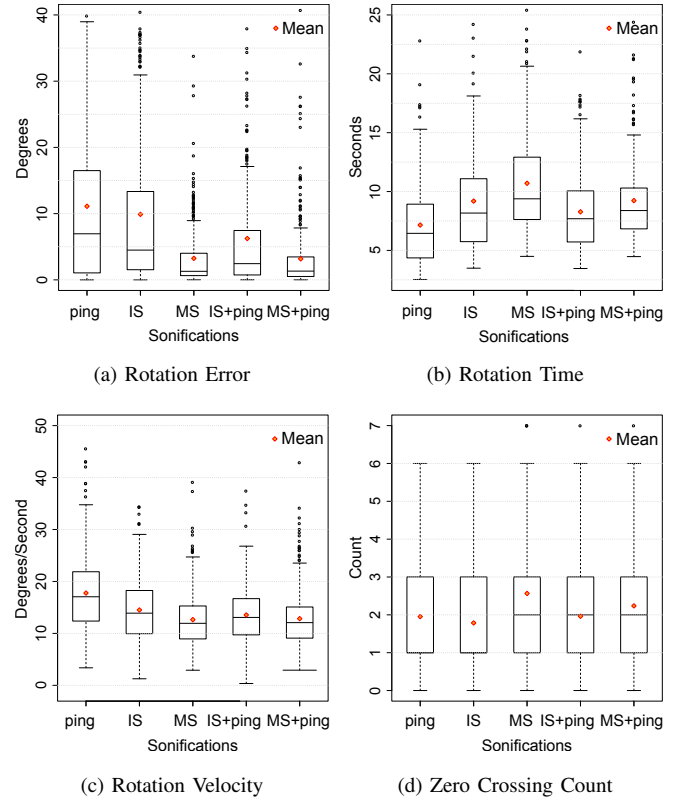 40
30
20
10
0
Degrees
Mean
ping IS MS IS+ping MS+ping
Sonifications
(a) Rotation Error
25
20
15
10
5
Seconds
Mean
ping IS MS IS+ping MS+ping
Sonifications
(b) Rotation Time
50
40
30
20
10
0
Degrees/Second
Mean
ping IS MS IS+ping MS+ping
Sonifications
(c) Rotation Velocity
7
6
5
4
3
2
1
0
Count
Mean
ping IS MS IS+ping MS+ping
Sonifications
(d) Zero Crossing Count